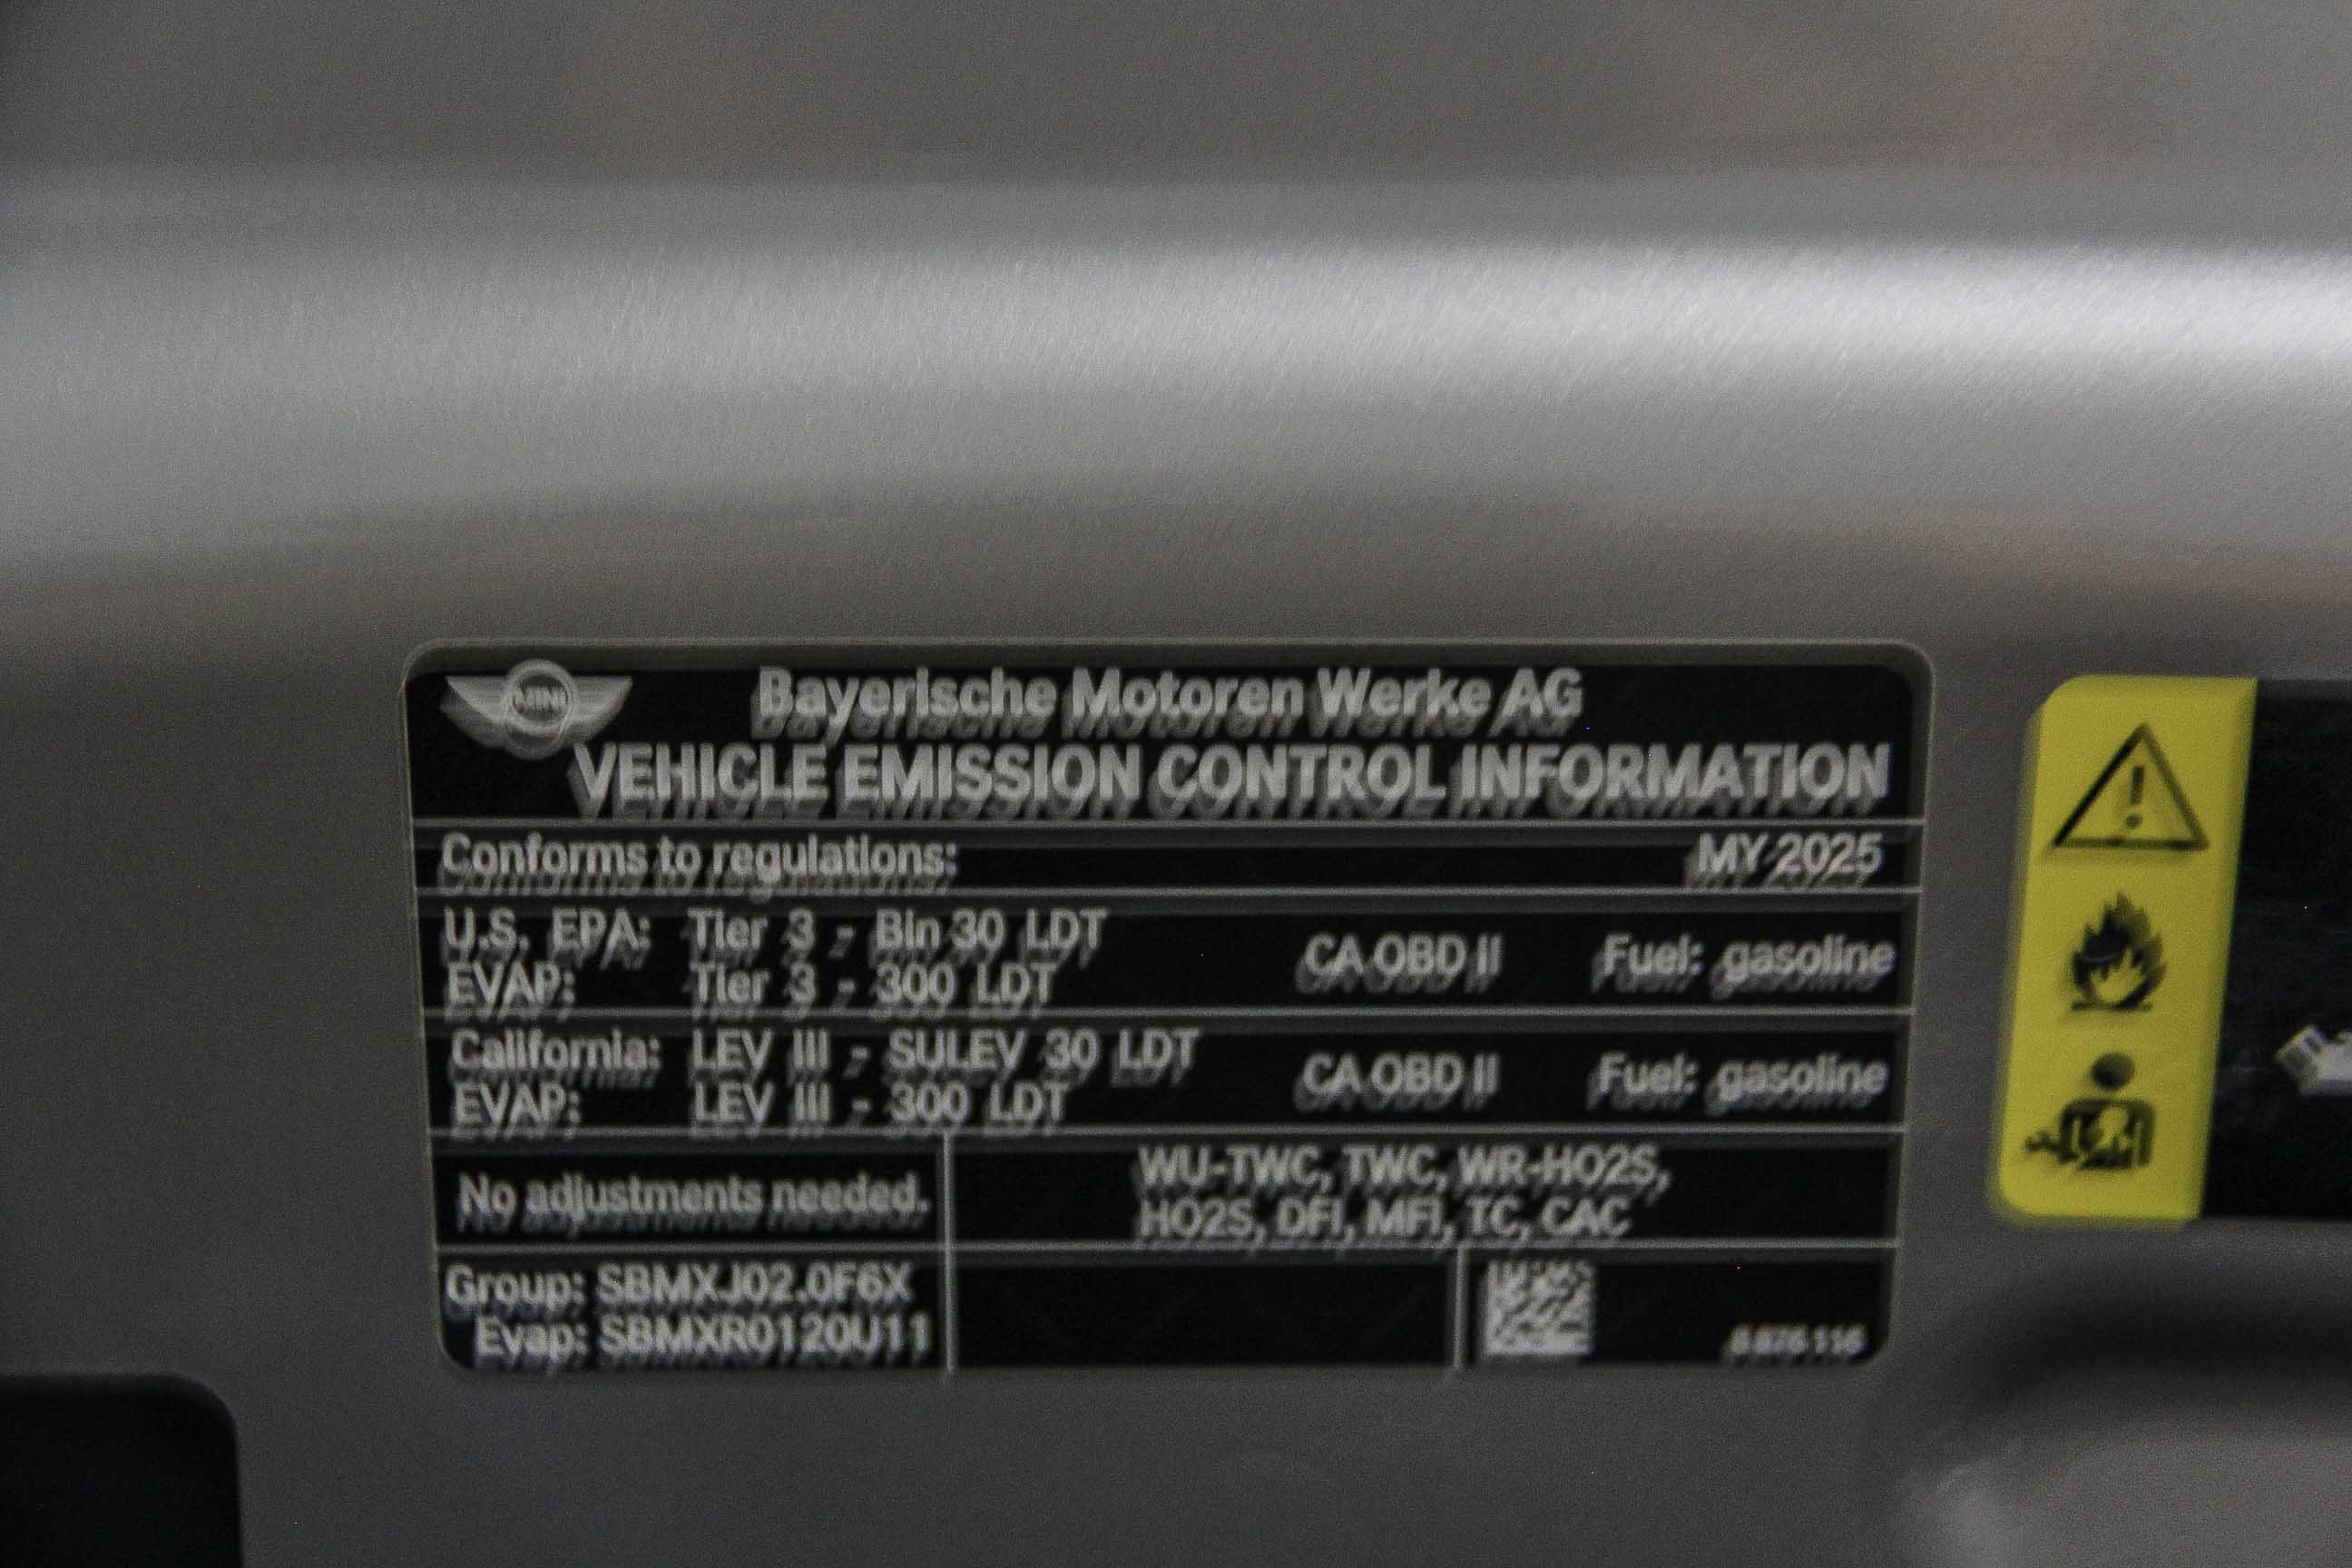 MINI
Bayerische Motoren Werke AG
VEHICLE EMISSION CONTROL INFORMATION
Conforms to regulations: MY 2025
U.S. EPA: Tier 3 - Bin 30 LDT CA OBD II Fuel: gasoline
EVAP: Tier 3 - 300 LDT
California: LEV III - SULEV 30 LDT CA OBD II Fuel: gasoline
EVAP: LEV III - 300 LDT
No adjustments needed.
WU-TWC, TWC, WR-HO2S,
HO2S, DFI, MFI, TC, CAC
Group: SBMXJ02.0F6X
Evap: SBMXR0120U11